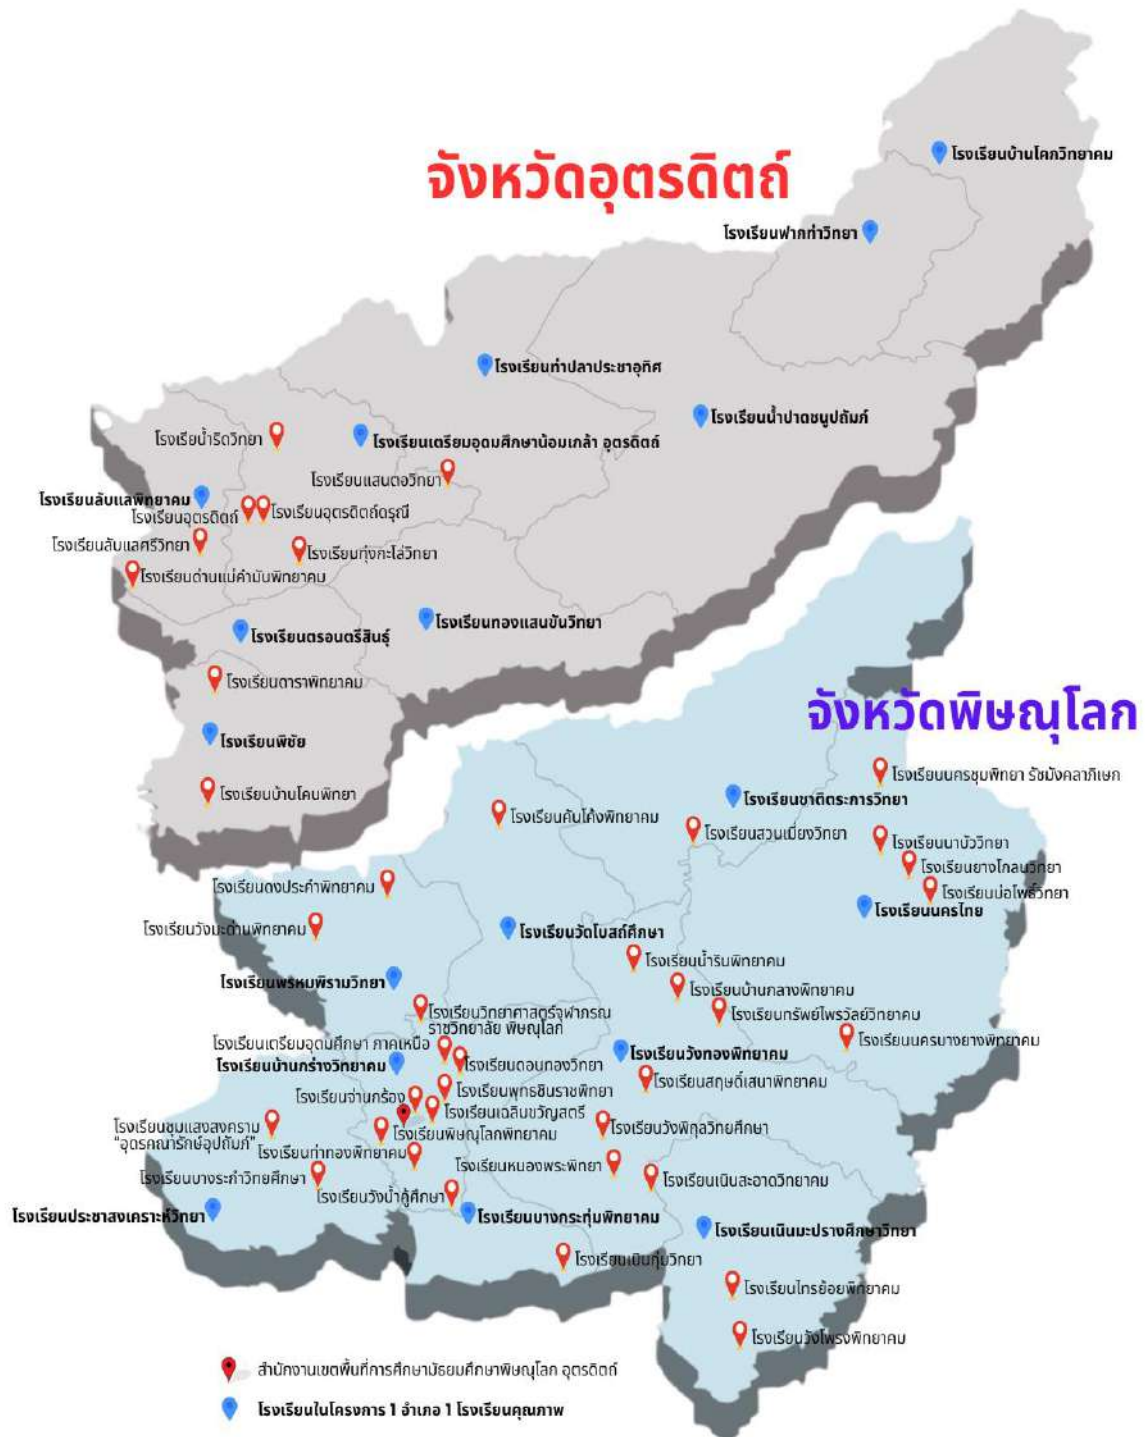 จังหวัดอุตรดิตถ์
โรงเรียนบ้านโคกวิทยาคม
โรงเรียนฟากท่าวิทยา
โรงเรียนท่าปลาประชาอุทิศ
โรงเรียนน้ำปาดชนูปถัมภ์
โรงเรียน้ำริดวิทยา
โรงเรียนเตรียมอุดมศึกษาน้อมเกล้า อุตรดิตถ์
โรงเรียนแสนตอวิทยา
โรงเรียนลับแลพิทยาคม
โรงเรียนอุตรดิตถ์
โรงเรียนอุตรดิตถ์ดรุณี
โรงเรียนลับแลศรีวิทยา
โรงเรียนทุ่งกะโล่วิทยา
โรงเรียนด่านแม่คำมันพิทยาคม
โรงเรียนตรอนตรีสินธุ์
โรงเรียนทองแสนขันวิทยา
โรงเรียนดาราพิทยาคม
โรงเรียนพิชัย
โรงเรียนบ้านโคนพิทยา
จังหวัดพิษณุโลก
โรงเรียนนครชุมพิทยา รัชมังคลาภิเษก
โรงเรียนชาติตระการวิทยา
โรงเรียนคันโค้งพิทยาคม
โรงเรียนสวนเมี่ยงวิทยา
โรงเรียนนาบัววิทยา
โรงเรียนยางโกลนวิทยา
โรงเรียนบ่อโพธิ์วิทยา
โรงเรียนนครไทย
โรงเรียนดงประคำพิทยาคม
โรงเรียนวังมะด่านพิทยาคม
โรงเรียนวัดโบสถ์ศึกษา
โรงเรียนน้ำรินพิทยาคม
โรงเรียนพรหมพิรามวิทยา
โรงเรียนบ้านกลางพิทยาคม
โรงเรียนวิทยาศาสตร์จุฬาภรณ
ราชวิทยาลัย พิษณุโลก
โรงเรียนทรัพย์ไพรวัลย์วิทยาคม
โรงเรียนนครบางยางพิทยาคม
โรงเรียนเตรียมอุดมศึกษา ภาคเหนือ
โรงเรียนดอนทองวิทยา
โรงเรียนวังทองพิทยาคม
โรงเรียนบ้านกร่างวิทยาคม
โรงเรียนพุทธชินราชพิทยา
โรงเรียนสฤษดิ์เสนาพิทยาคม
โรงเรียนจ่านกร้อง
โรงเรียนเฉลิมขวัญสตรี
โรงเรียนชุมแสงสงคราม
“อุดรคณารักษ์อุปถัมภ์”
โรงเรียนพิษณุโลกพิทยาคม
โรงเรียนวังพิกุลวิทยศึกษา
โรงเรียนท่าทองพิทยาคม
โรงเรียนหนองพระพิทยา
โรงเรียนบางระกำวิทยศึกษา
โรงเรียนเนินสะอาดวิทยาคม
โรงเรียนวังน้ำคู้ศึกษา
โรงเรียนประชาสงเคราะห์วิทยา
โรงเรียนบางกระทุ่มพิทยาคม
โรงเรียนเนินมะปรางศึกษาวิทยา
โรงเรียนเนินกุ่มวิทยา
โรงเรียนไทรย้อยพิทยาคม
โรงเรียนวังโพรงพิทยาคม
สำนักงานเขตพื้นที่การศึกษามัธยมศึกษาพิษณุโลก อุตรดิตถ์
โรงเรียนในโครงการ 1 อำเภอ 1 โรงเรียนคุณภาพ